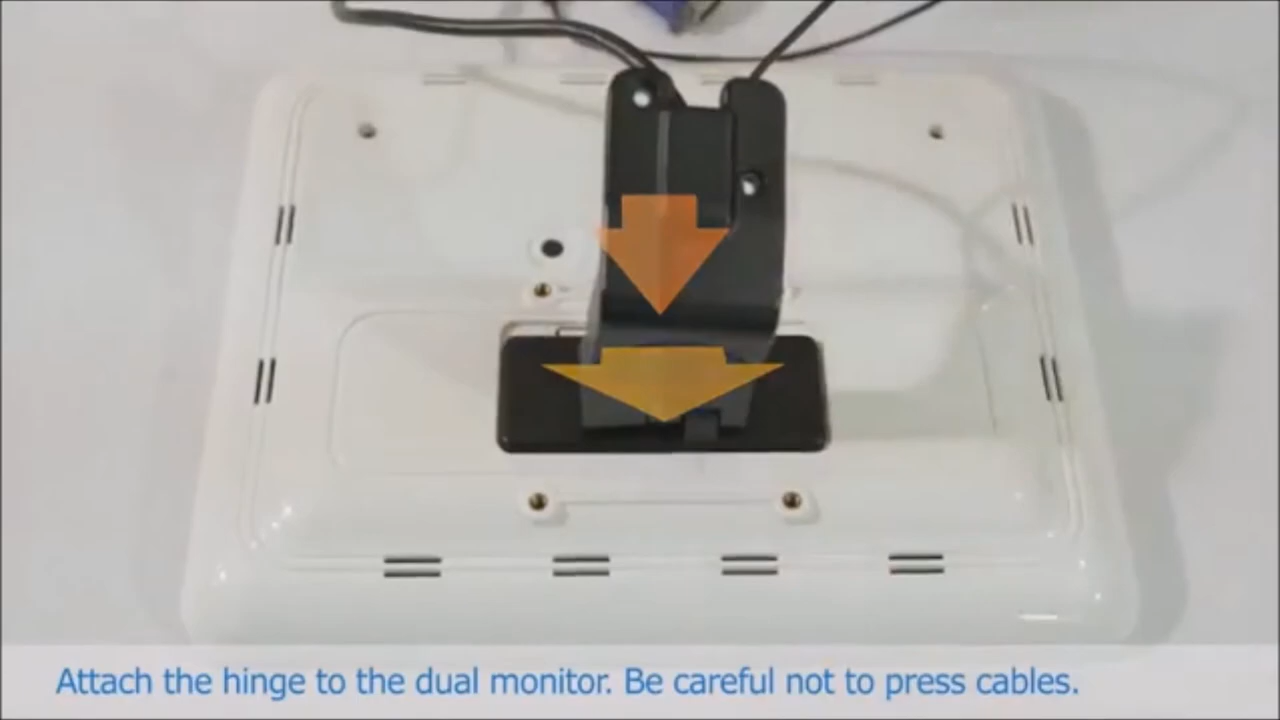 Attach the hinge to the dual monitor. Be careful not to press cables.